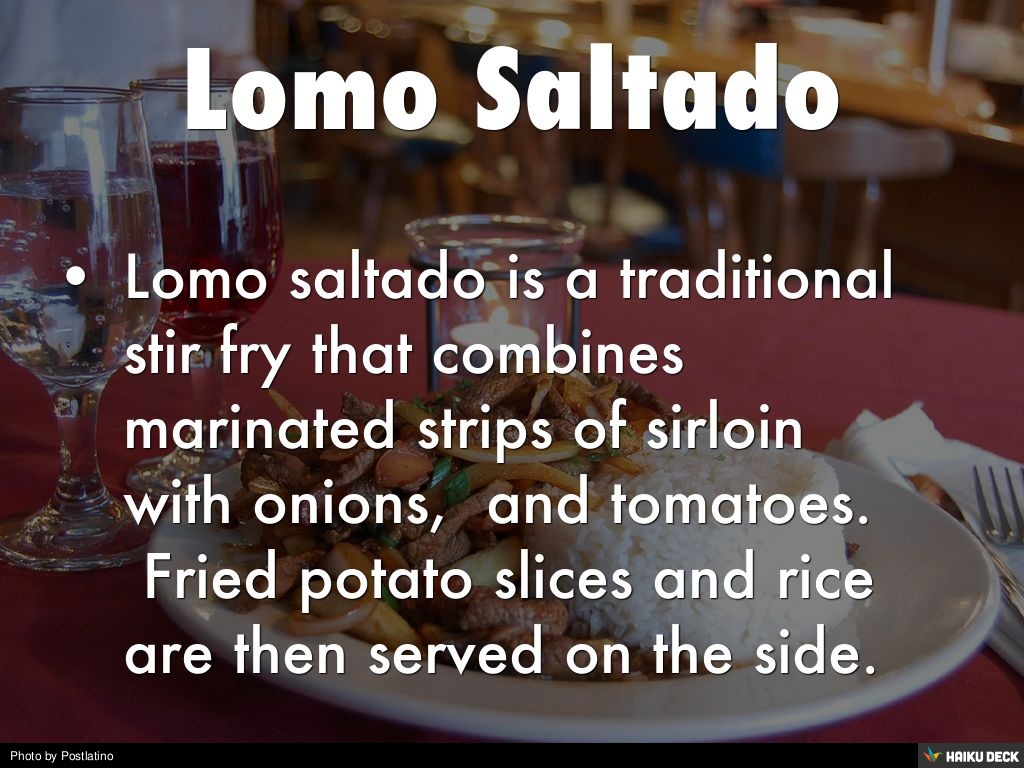 Lomo Saltado
• Lomo saltado is a traditional
stir fry that combines
marinated strips of sirloin
with onions,  and tomatoes.
Fried potato slices and rice
are then served on the side.
Photo by Postlatino
HAIKU DECK